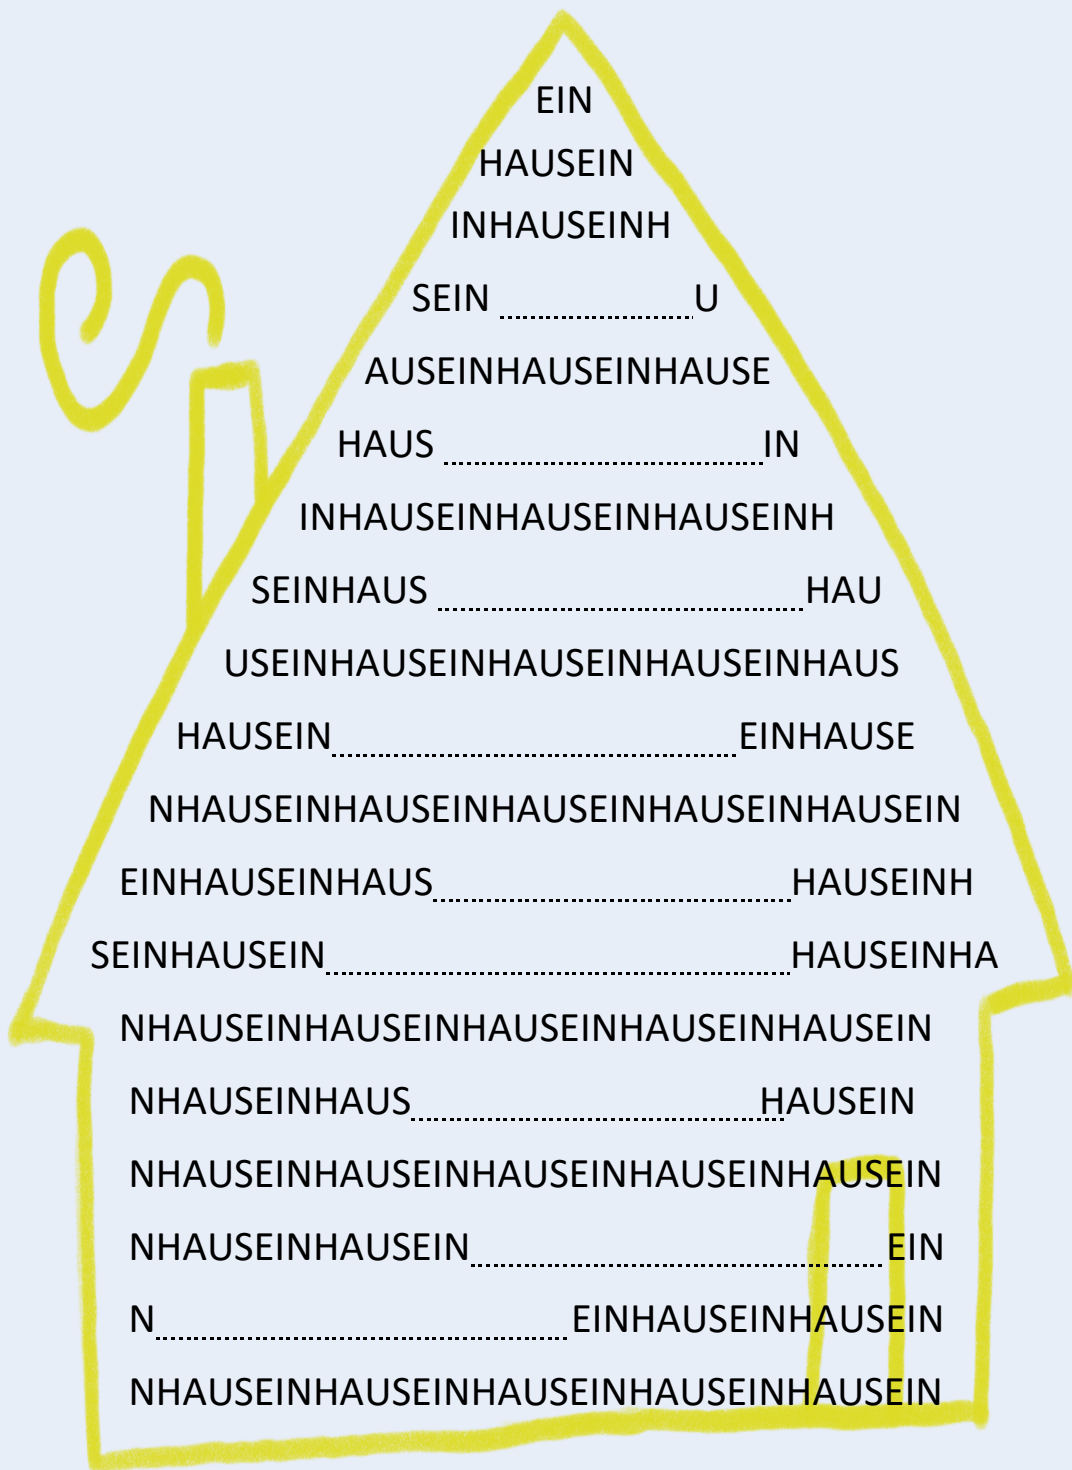 EIN
HAUSEIN
INHAUSEINH
SEIN ....................U
AUSEINHAUSEINHAUSE
HAUS ....................IN
INHAUSEINHAUSEINHAUSEINH
SEINHAUS ....................HAU
USEINHAUSEINHAUSEINHAUSEINHAUS
HAUSEIN....................EINHAUSE
NHAUSEINHAUSEINHAUSEINHAUSEINHAUSEIN
EINHAUSEINHAUS....................HAUSEINH
SEINHAUSEIN....................HAUSEINHA
NHAUSEINHAUSEINHAUSEINHAUSEINHAUSEIN
NHAUSEINHAUS....................HAUSEIN
NHAUSEINHAUSEINHAUSEINHAUSEINHAUSEIN
NHAUSEINHAUSEIN....................EIN
N....................EINHAUSEINHAUSEIN
NHAUSEINHAUSEINHAUSEINHAUSEINHAUSEIN